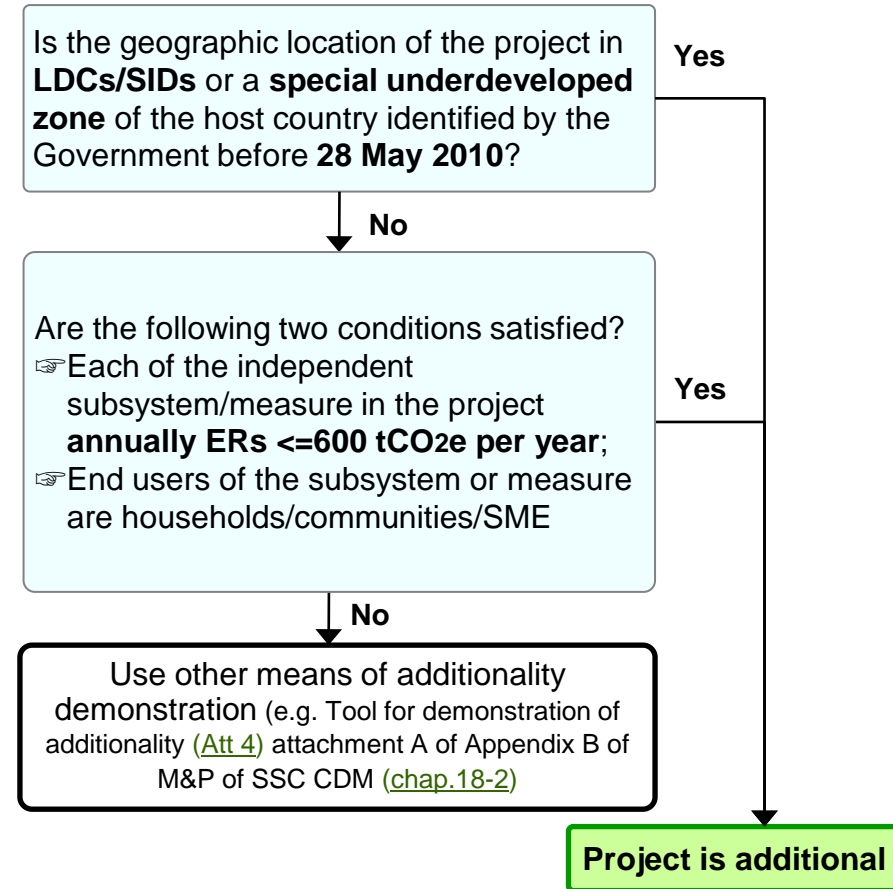 Is the geographic location of the project in
LDCs/SIDs or a special underdeveloped
zone of the host country identified by the
Government before 28 May 2010?
Yes
No
Are the following two conditions satisfied?
☞Each of the independent
subsystem/measure in the project
annually ERs <=600 tCO2e per year;
☞End users of the subsystem or measure
are households/communities/SME
Yes
No
Use other means of additionality
demonstration (e.g. Tool for demonstration of
additionality (Att 4) attachment A of Appendix B of
M&P of SSC CDM (chap.18-2)
Project is additional